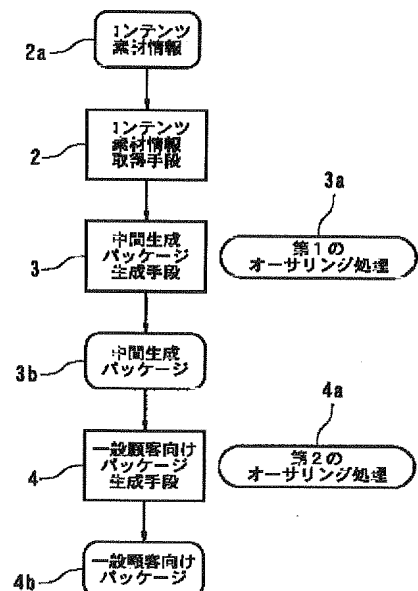 2a
コンテンツ
素材情報
2
コンテンツ
素材情報
取得手段
3a
3
中間生成
パッケージ
生成手段
第1の
オーサリング処理
3b
中間生成
パッケージ
4a
4
一般顧客向け
パッケージ
生成手段
第2の
オーサリング処理
4b
一般顧客向け
パッケージ